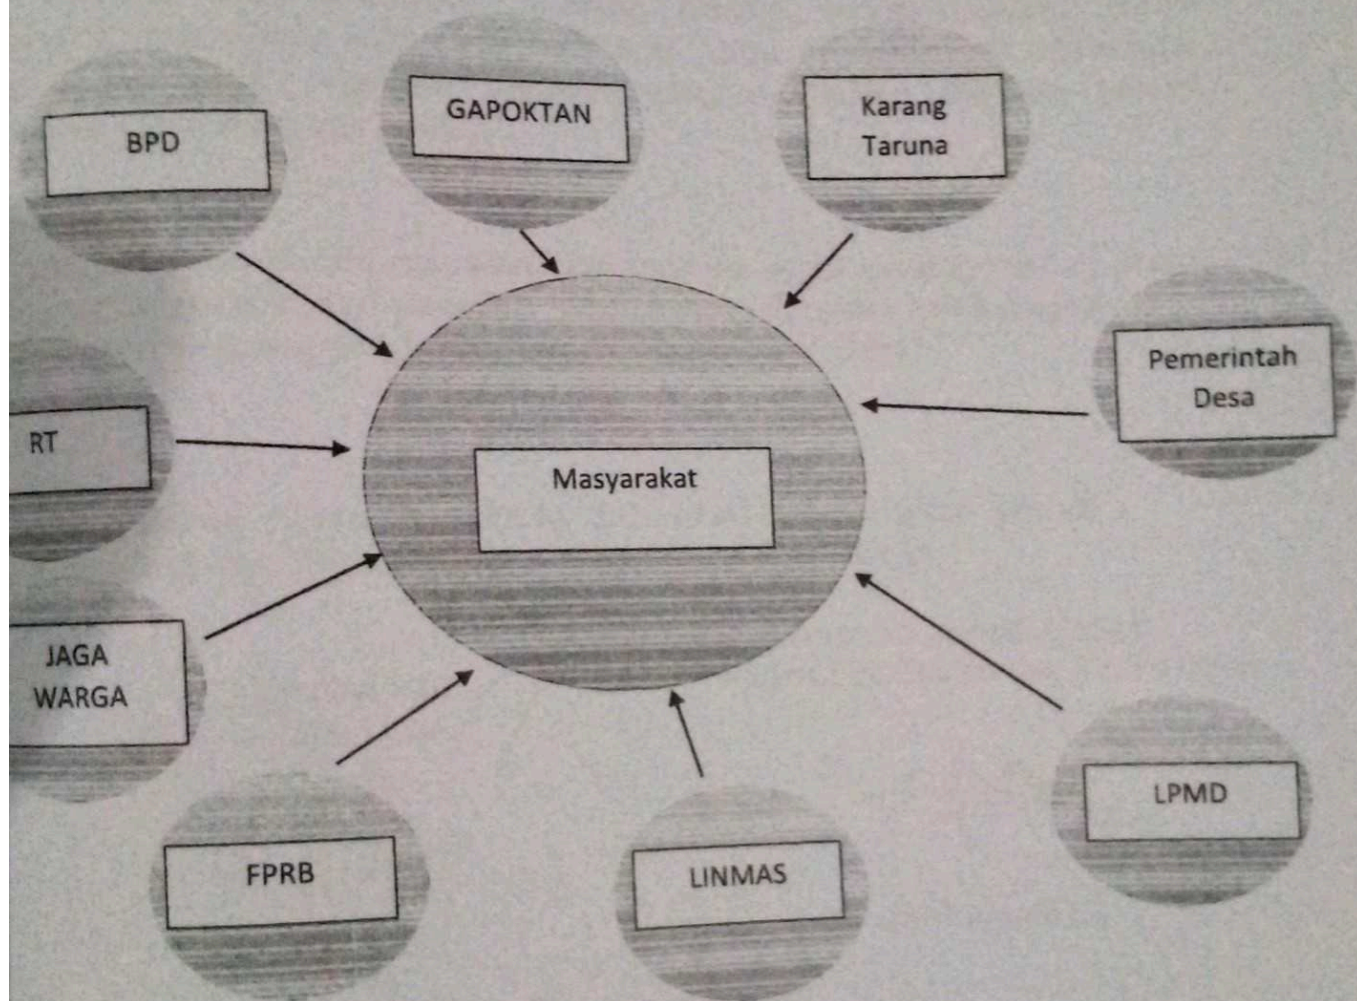 BPD
GAPOKTAN
Karang
Taruna
Pemerintah
Desa
RT
Masyarakat
JAGA
WARGA
LPMD
FPRB
LINMAS